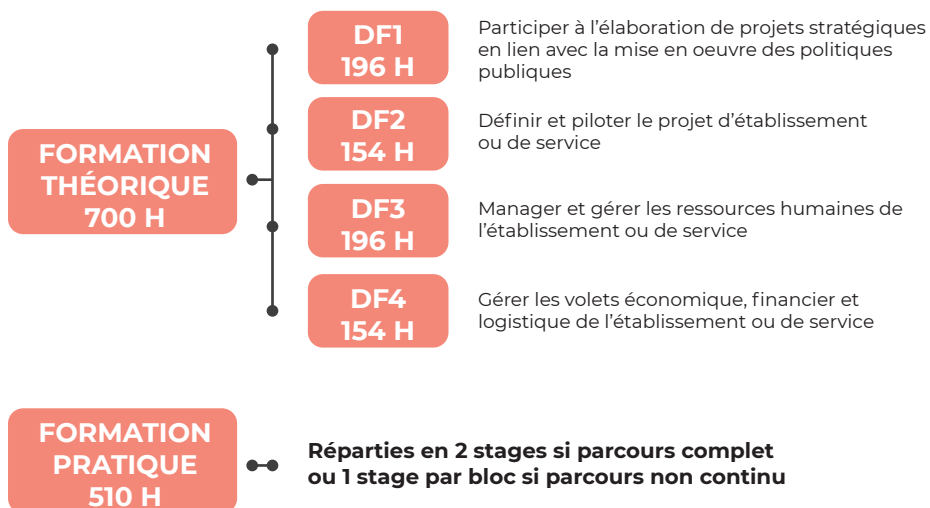 DF1
196 H
Participer à l’élaboration de projets stratégiques
en lien avec la mise en oeuvre des politiques
publiques
DF2
154 H
Définir et piloter le projet d’établissement
ou de service
FORMATION
THÉORIQUE
700 H
DF3
196 H
Manager et gérer les ressources humaines de
l’établissement ou de service
DF4
154 H
Gérer les volets économique, financier et
logistique de l’établissement ou de service
FORMATION
PRATIQUE
510 H
Réparties en 2 stages si parcours complet
ou 1 stage par bloc si parcours non continu